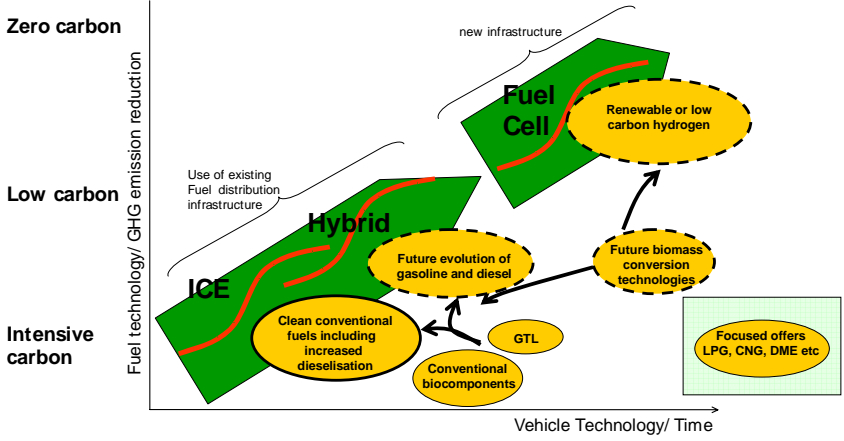 Zero carbon
new infrastructure
Fuel
Cell
Renewable or low
carbon hydrogen
Fuel technology/ GHG emission reduction
Use of existing
Fuel distribution
infrastructure
Low carbon
Hybrid
Future evolution of
gasoline and diesel
Future biomass
conversion
technologies
ICE
Intensive
carbon
Clean conventional
fuels including
increased
dieselisation
GTL
Conventional
biocomponents
Focused offers
LPG, CNG, DME etc
Vehicle Technology/ Time